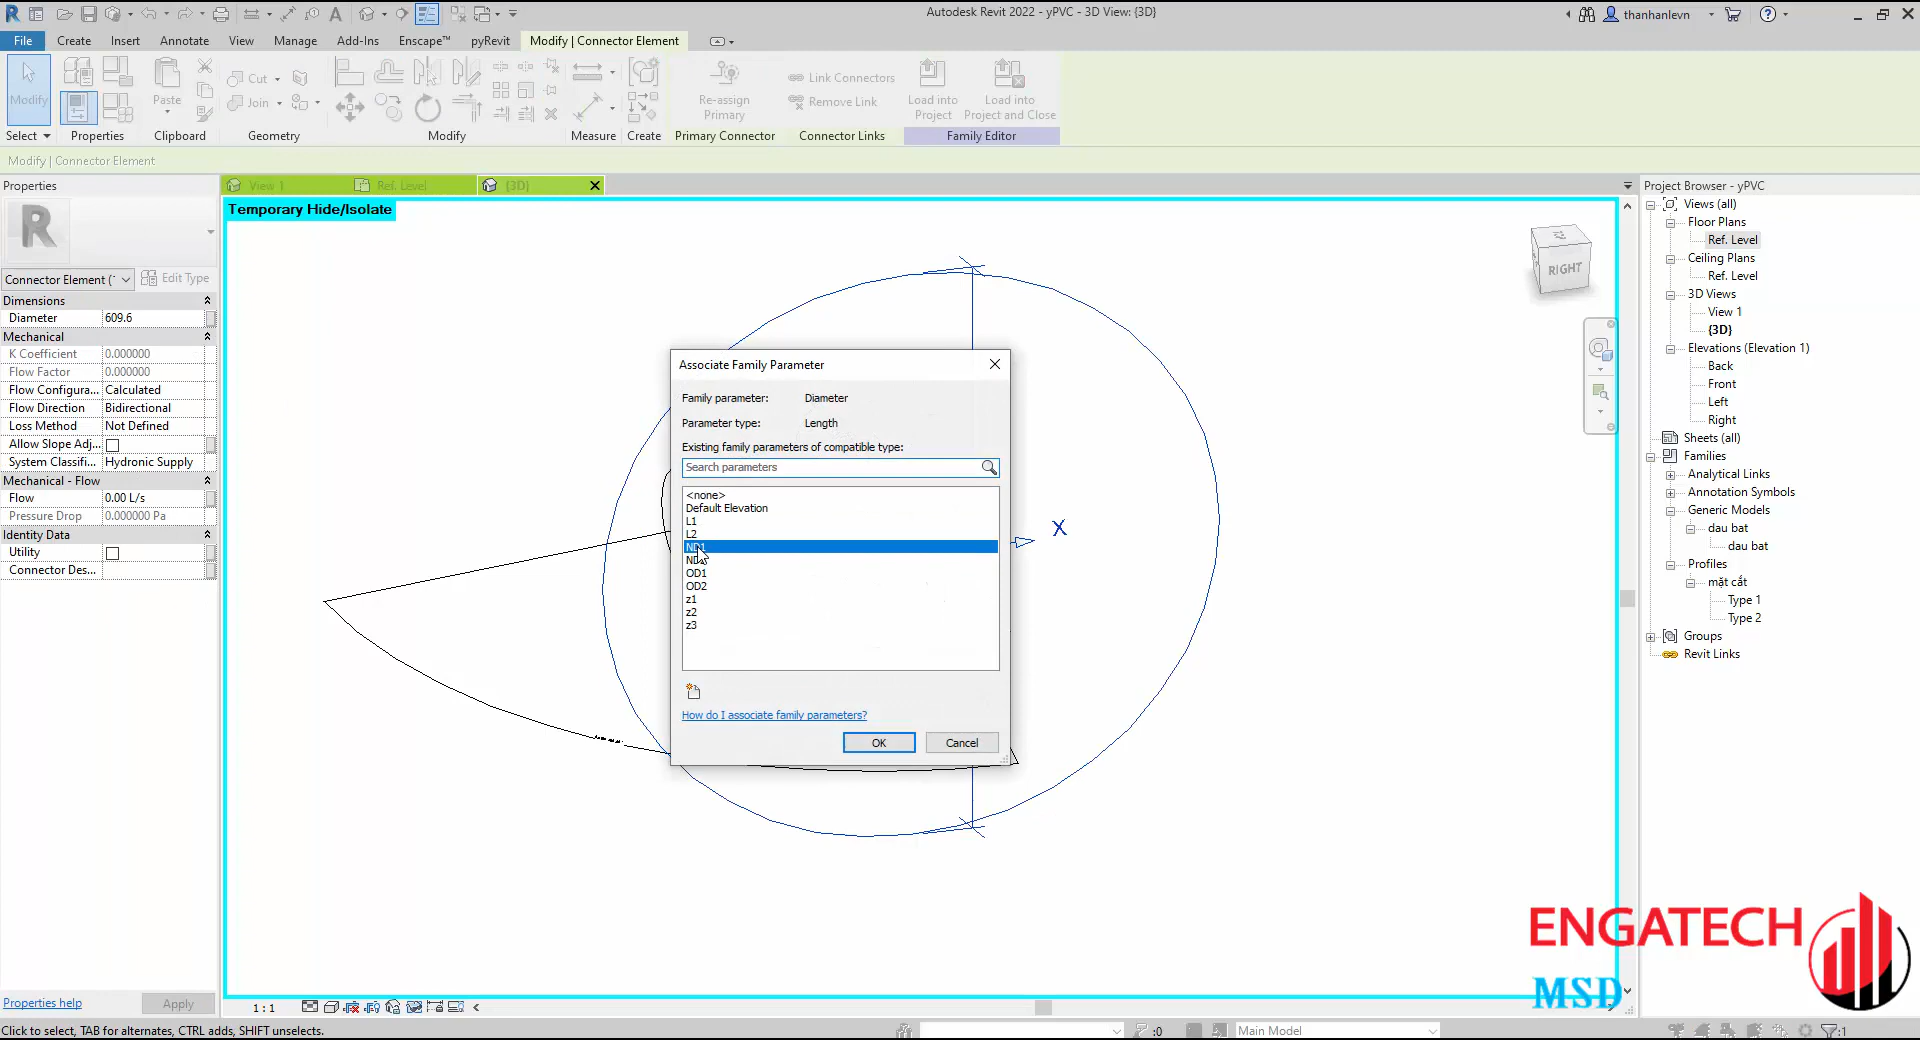 Autodesk Revit 2022 - yPVC - 3D View: {3D}
thanhanlevn
File
Create
Insert
Annotate
View
Manage
Add-Ins
Enscape™
pyRevit
Modify | Connector Element
Modify
Paste
Cut
Join
Re-assign
Primary
Link Connectors
Remove Link
Load into
Project
Load into
Project and Close
Select
Properties
Clipboard
Geometry
Modify
Measure
Create
Primary Connector
Connector Links
Family Editor
Modify | Connector Element
Properties
View 1
Ref. Level
{3D}
Temporary Hide/Isolate
Connector Element ('
Edit Type
Dimensions
Diameter 609.6
Mechanical
K Coefficient 0.000000
Flow Factor 0.000000
Flow Configura... Calculated
Flow Direction Bidirectional
Loss Method Not Defined
Allow Slope Adj...
System Classifi... Hydronic Supply
Mechanical - Flow
Flow 0.00 L/s
Pressure Drop 0.000000 Pa
Identity Data
Utility
Connector Des...
Properties help
Apply
Associate Family Parameter
Family parameter: Diameter
Parameter type: Length
Existing family parameters of compatible type:
Search parameters
<none>
Default Elevation
L1
L2
ND1
OD1
OD2
z1
z2
z3
How do I associate family parameters?
OK
Cancel
X
RIGHT
Project Browser - yPVC
Views (all)
Floor Plans
Ref. Level
Ceiling Plans
Ref. Level
3D Views
View 1
{3D}
Elevations (Elevation 1)
Back
Front
Left
Right
Sheets (all)
Families
Analytical Links
Annotation Symbols
Generic Models
dau bat
dau bat
Profiles
mặt cắt
Type 1
Type 2
Groups
Revit Links
ENGATECH
MSD
1 : 1
Click to select, TAB for alternates, CTRL adds, SHIFT unselects.
:0
Main Model
:1